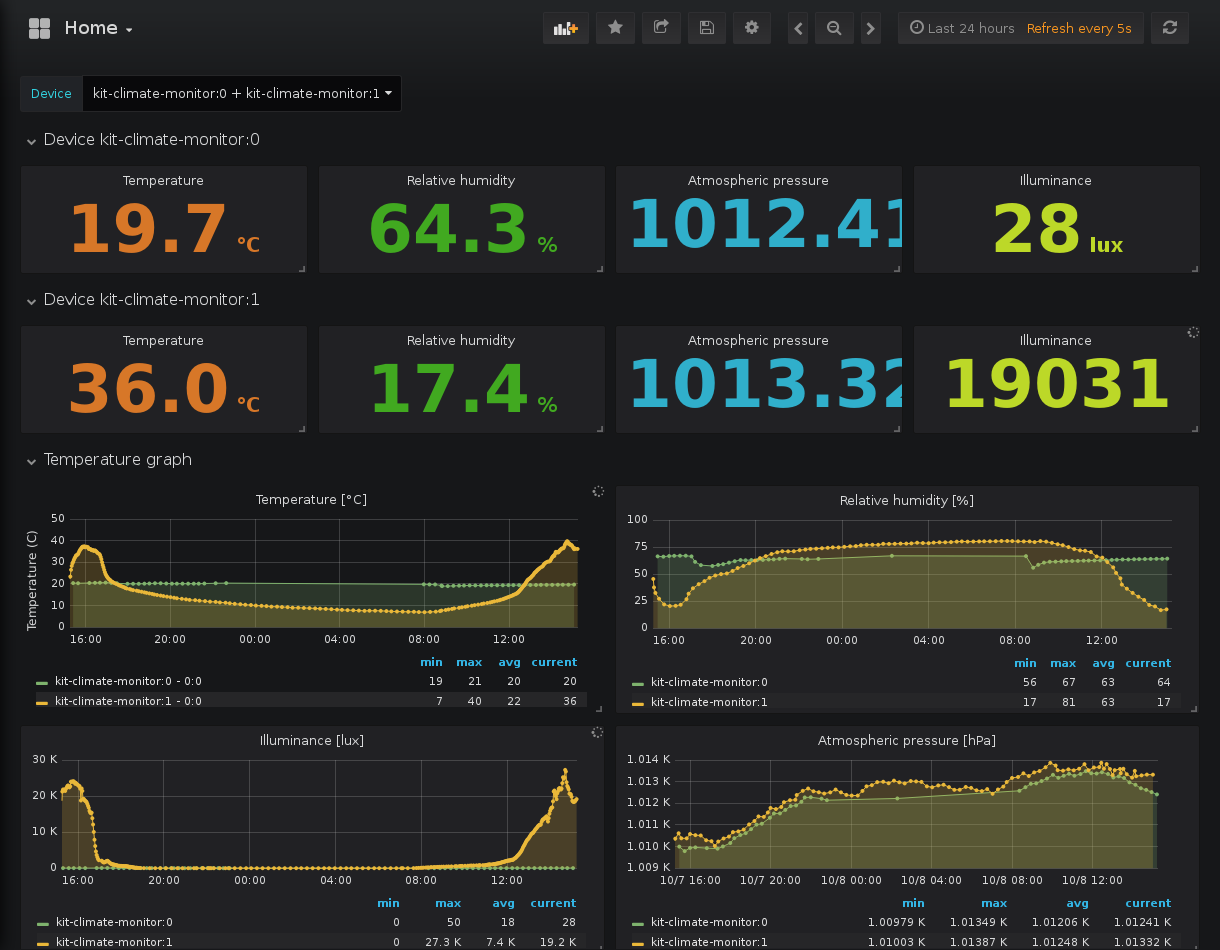 Home
Last 24 hours Refresh every 5s
Device kit-climate-monitor:0 + kit-climate-monitor:1
Device kit-climate-monitor:0
Temperature Relative humidity Atmospheric pressure Illuminance
19.7 °C 64.3 % 1012.41 28 lux
Device kit-climate-monitor:1
Temperature Relative humidity Atmospheric pressure Illuminance
36.0 °C 17.4 % 1013.32 19031
Temperature graph
Temperature [°C]
Temperature (C)
50
40
30
20
10
0
16:00 20:00 00:00 04:00 08:00 12:00
min max avg current
kit-climate-monitor:0 - 0:0 19 21 20 20
kit-climate-monitor:1 - 0:0 7 40 22 36
Relative humidity [%]
100
75
50
25
0
16:00 20:00 00:00 04:00 08:00 12:00
min max avg current
kit-climate-monitor:0 56 67 63 64
kit-climate-monitor:1 17 81 63 17
Illuminance [lux]
30 K
20 K
10 K
0
16:00 20:00 00:00 04:00 08:00 12:00
min max avg current
kit-climate-monitor:0 0 50 18 28
kit-climate-monitor:1 0 27.3 K 7.4 K 19.2 K
Atmospheric pressure [hPa]
1.014 K
1.013 K
1.012 K
1.011 K
1.010 K
1.009 K
10/7 16:00 10/7 20:00 10/8 00:00 10/8 04:00 10/8 08:00 10/8 12:00
min max avg current
kit-climate-monitor:0 1.00979 K 1.01349 K 1.01206 K 1.01241 K
kit-climate-monitor:1 1.01003 K 1.01387 K 1.01248 K 1.01332 K